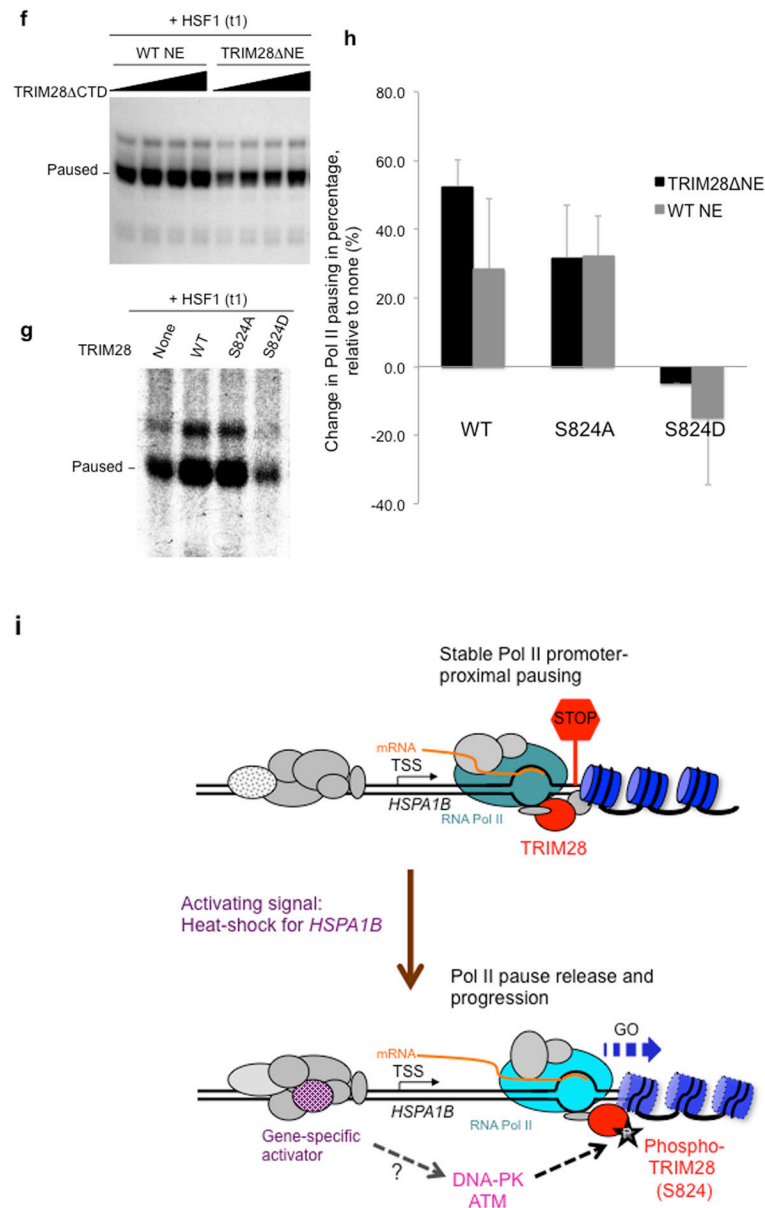 f
+ HSF1 (t1)
WT NE TRIM28ΔNE
TRIM28ΔCTD
Paused
g
+ HSF1 (t1)
TRIM28 None WT S824A S824D
Paused
h
Change in Pol II pausing in percentage,
relative to none (%)
80.0
60.0
40.0
20.0
0.0
-20.0
-40.0
TRIM28ΔNE
WT NE
WT S824A S824D
i
Stable Pol II promoter-
proximal pausing
STOP
mRNA
TSS
HSPA1B
RNA Pol II
TRIM28
Activating signal:
Heat-shock for HSPA1B
Pol II pause release and
progression
GO
mRNA
TSS
HSPA1B
RNA Pol II
P
Gene-specific
activator
?
DNA-PK
ATM
Phospho-
TRIM28
(S824)